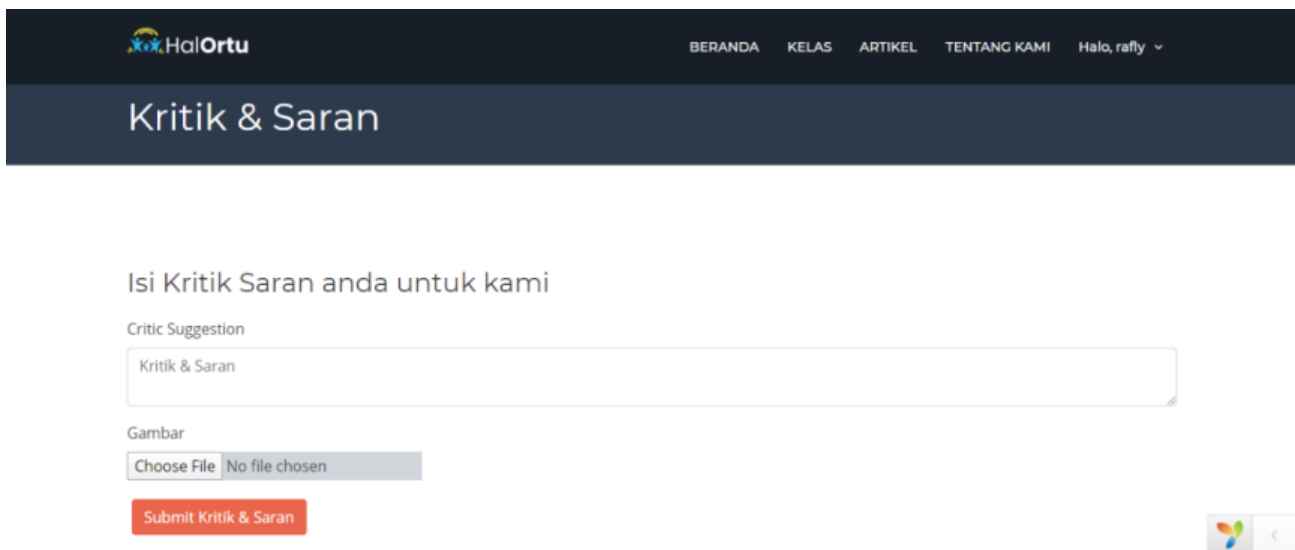 HalOrtu
BERANDA KELAS ARTIKEL TENTANG KAMI Halo, rafly
Kritik & Saran
Isi Kritik Saran anda untuk kami
Critic Suggestion
Kritik & Saran
Gambar
Choose File No file chosen
Submit Kritik & Saran